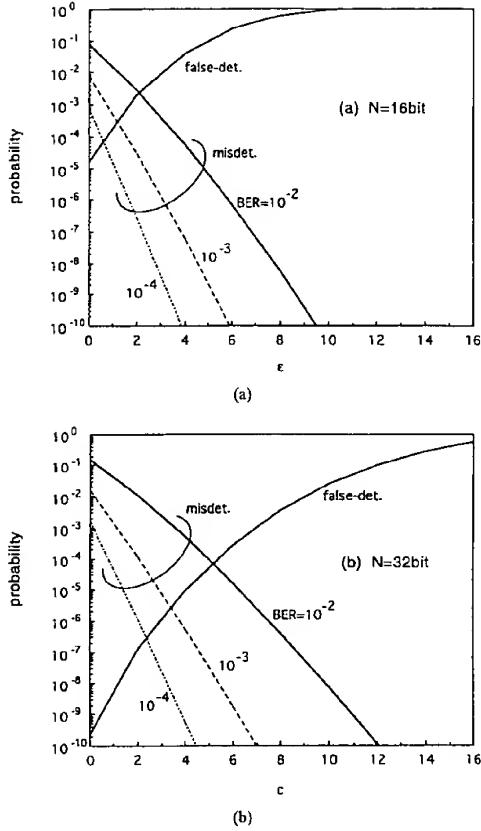 10⁰
10⁻¹
10⁻²
10⁻³
10⁻⁴
10⁻⁵
10⁻⁶
10⁻⁷
10⁻⁸
10⁻⁹
10⁻¹⁰
probability
false-det.
(a) N=16bit
misdet.
BER=10⁻²
10⁻³
10⁻⁴
0 2 4 6 8 10 12 14 16
ε
(a)
10⁰
10⁻¹
10⁻²
10⁻³
10⁻⁴
10⁻⁵
10⁻⁶
10⁻⁷
10⁻⁸
10⁻⁹
10⁻¹⁰
probability
misdet.
false-det.
(b) N=32bit
BER=10⁻²
10⁻³
10⁻⁴
0 2 4 6 8 10 12 14 16
c
(b)